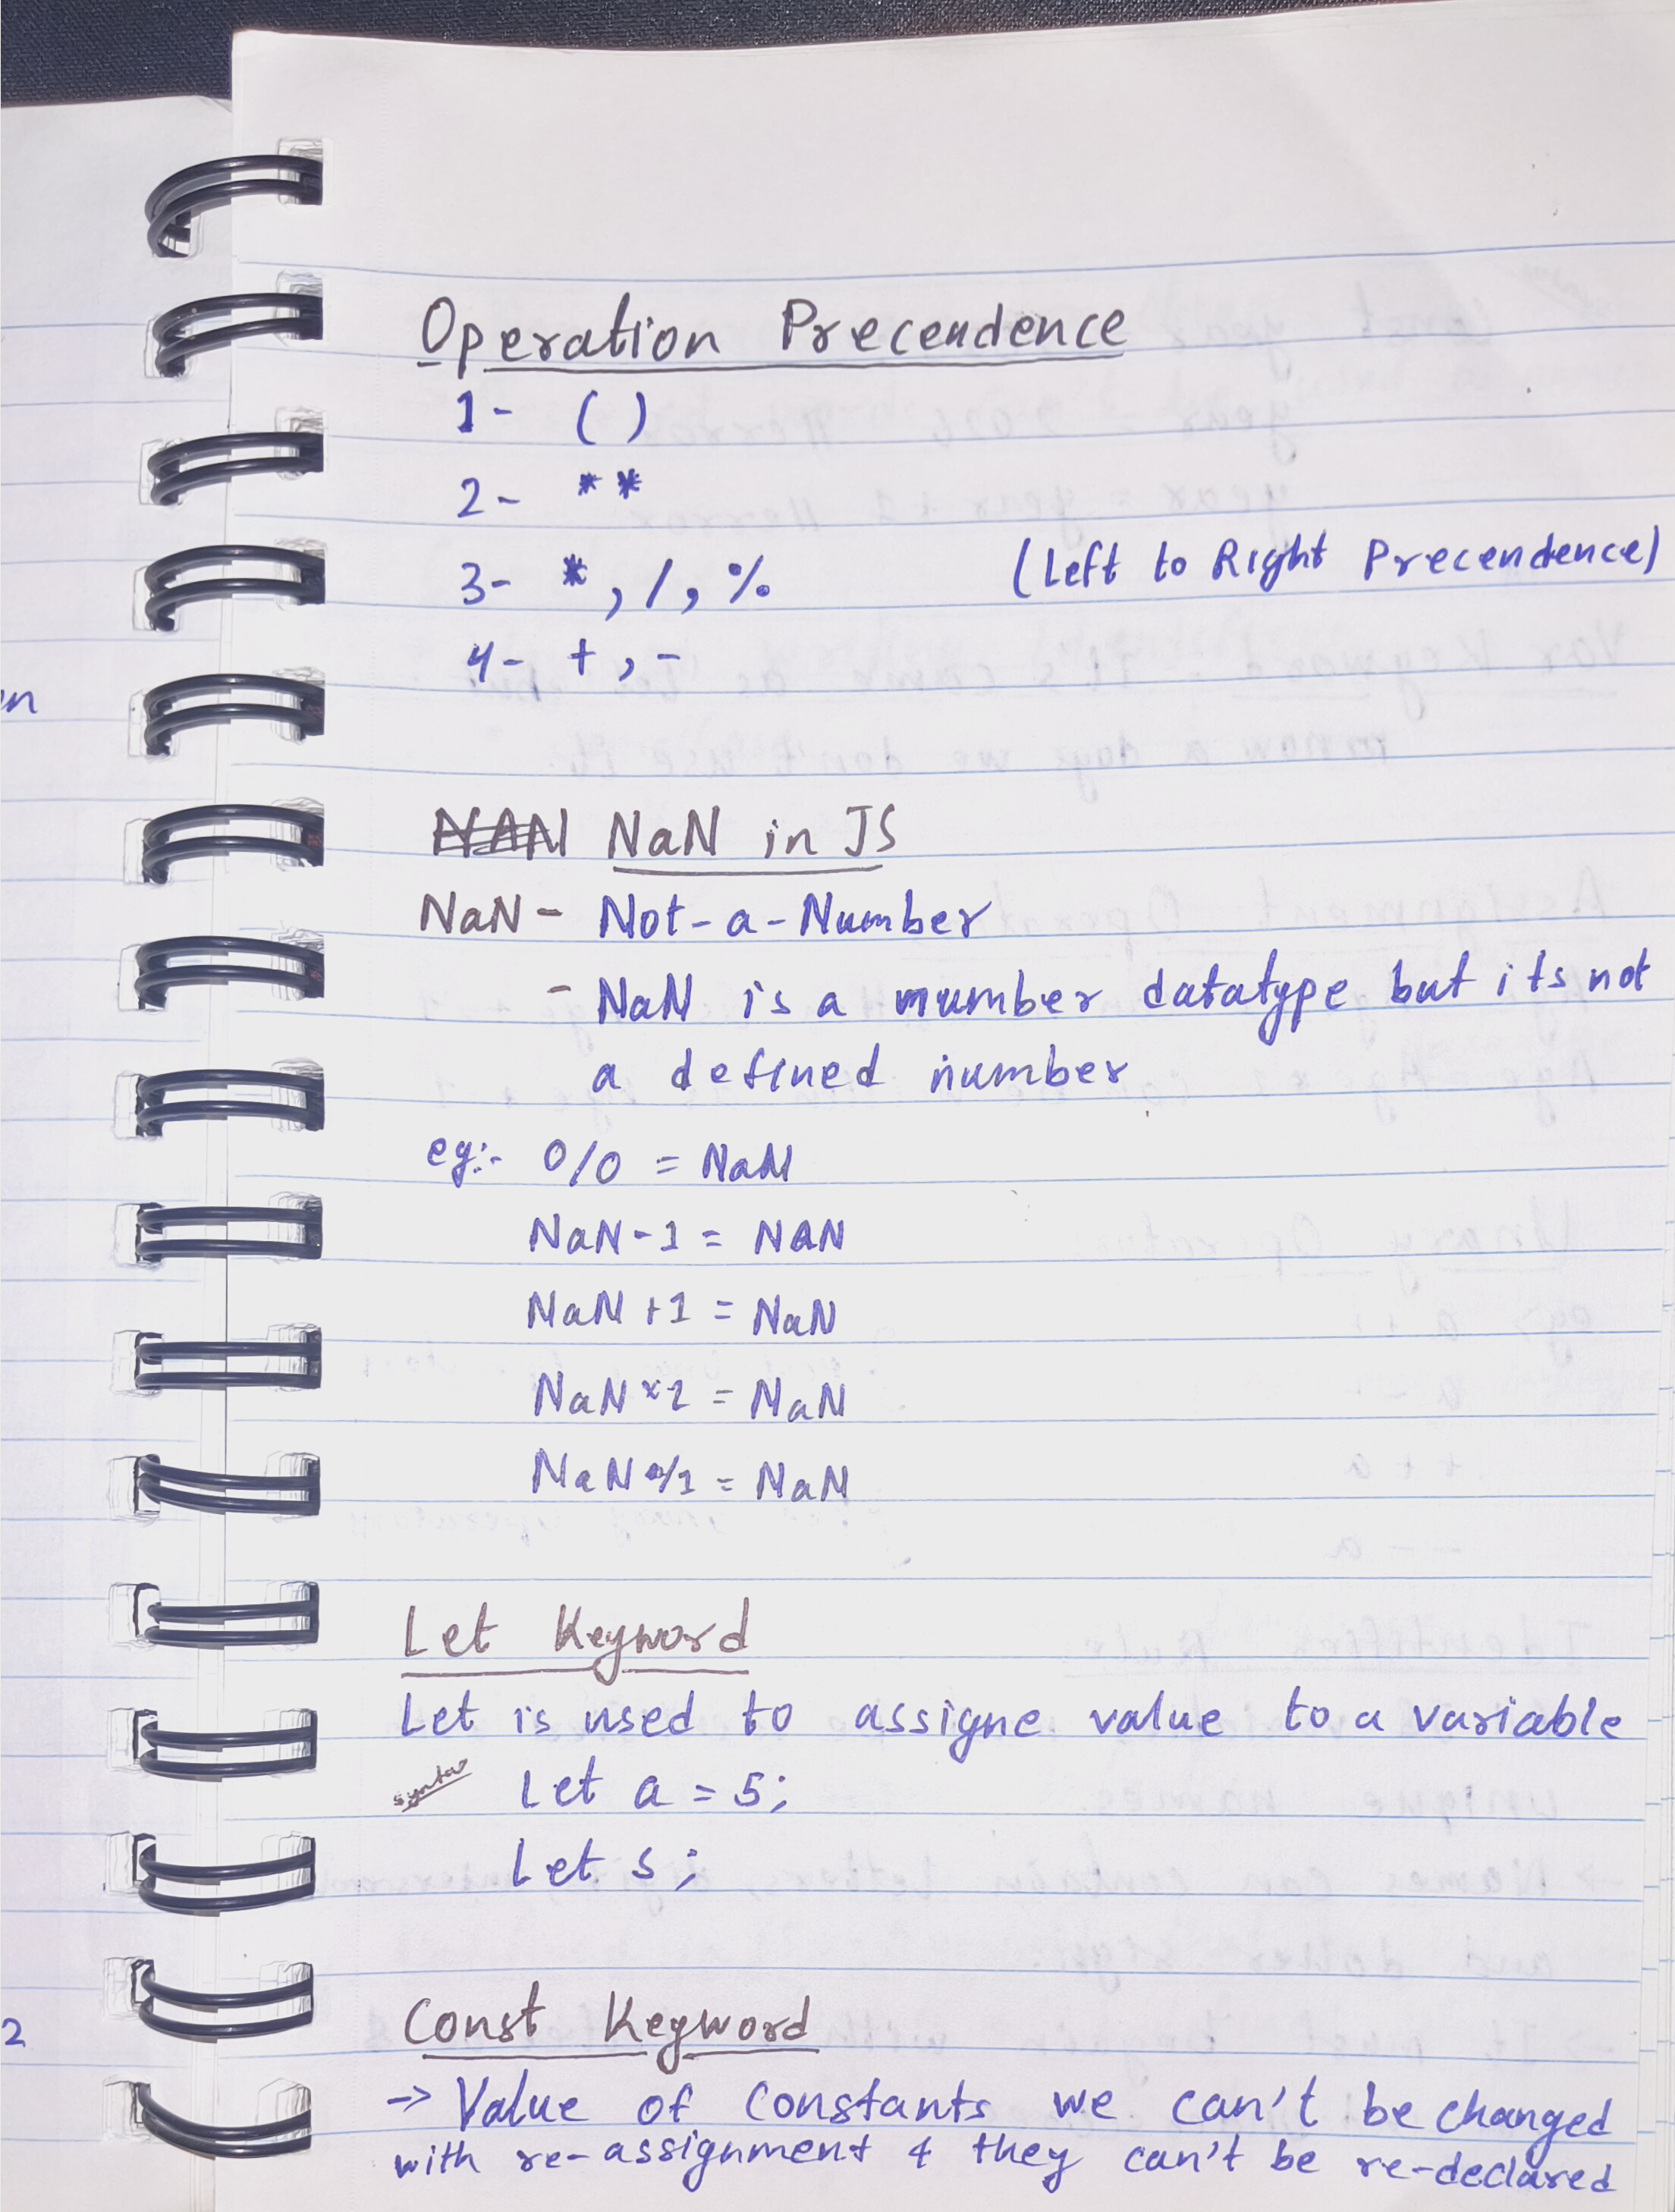 Operation Precendence
1- ( )
2- **
3- *, /, % (Left to Right Precendence)
4- +, -
in
NAN NaN in JS
NaN - Not-a-Number
- NaN is a number datatype but its not
a defined number
eg:- 0/0 = NaN
NaN-1 = NAN
NaN+1 = NaN
NaN = NaN
NaN = NaN
Let Keyword
Let is used to assigne value to a variable
syntax Let a = 5;
Let s;
Const Keyword
2
-> Value of constants we can't be changed
with re-assignment & they can't be re-declared